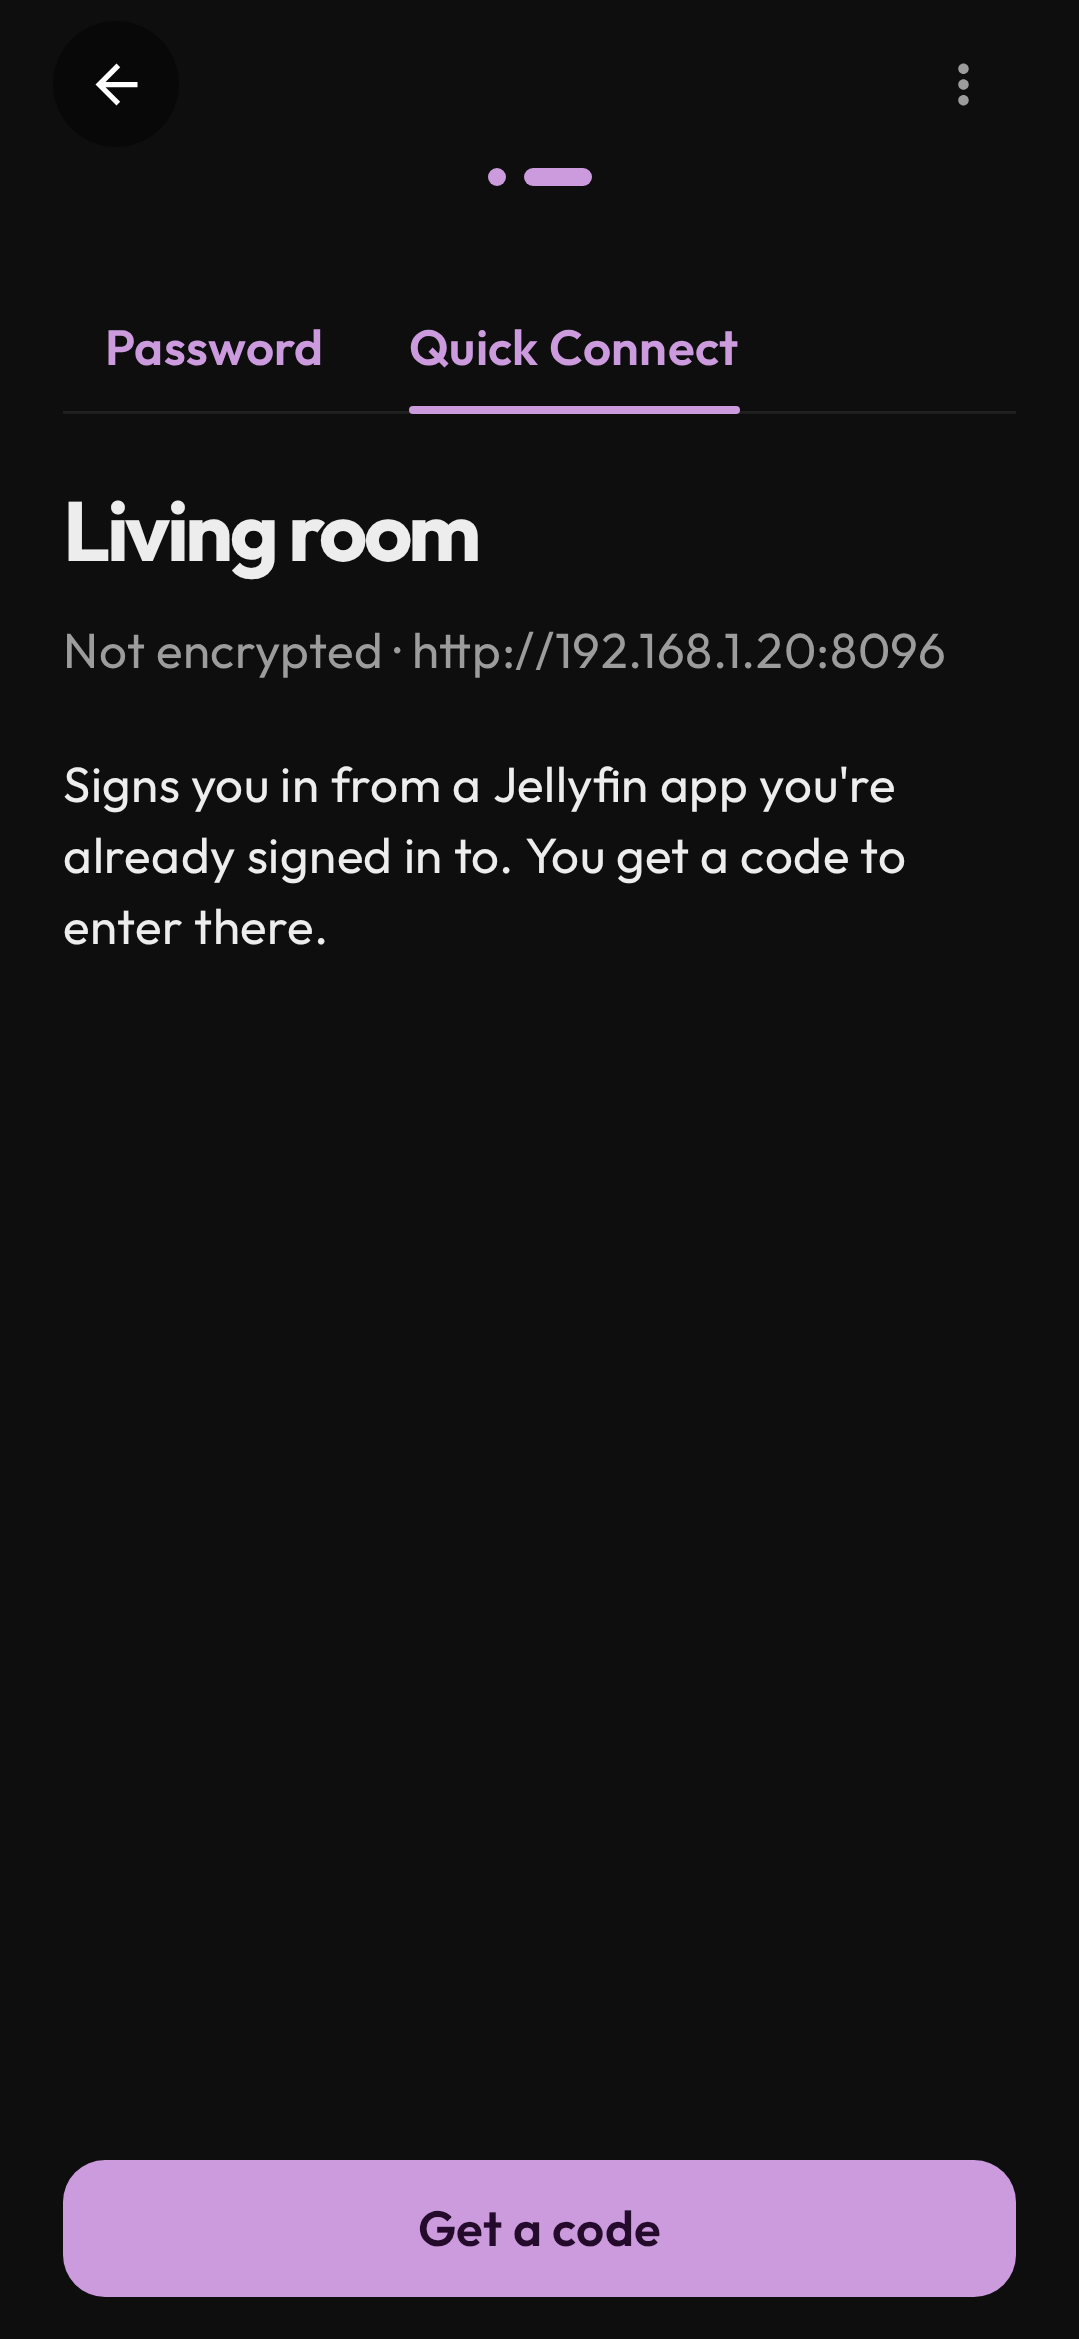 Password
Quick Connect
Living room
Not encrypted · http://192.168.1.20:8096
Signs you in from a Jellyfin app you're
already signed in to. You get a code to
enter there.
Get a code